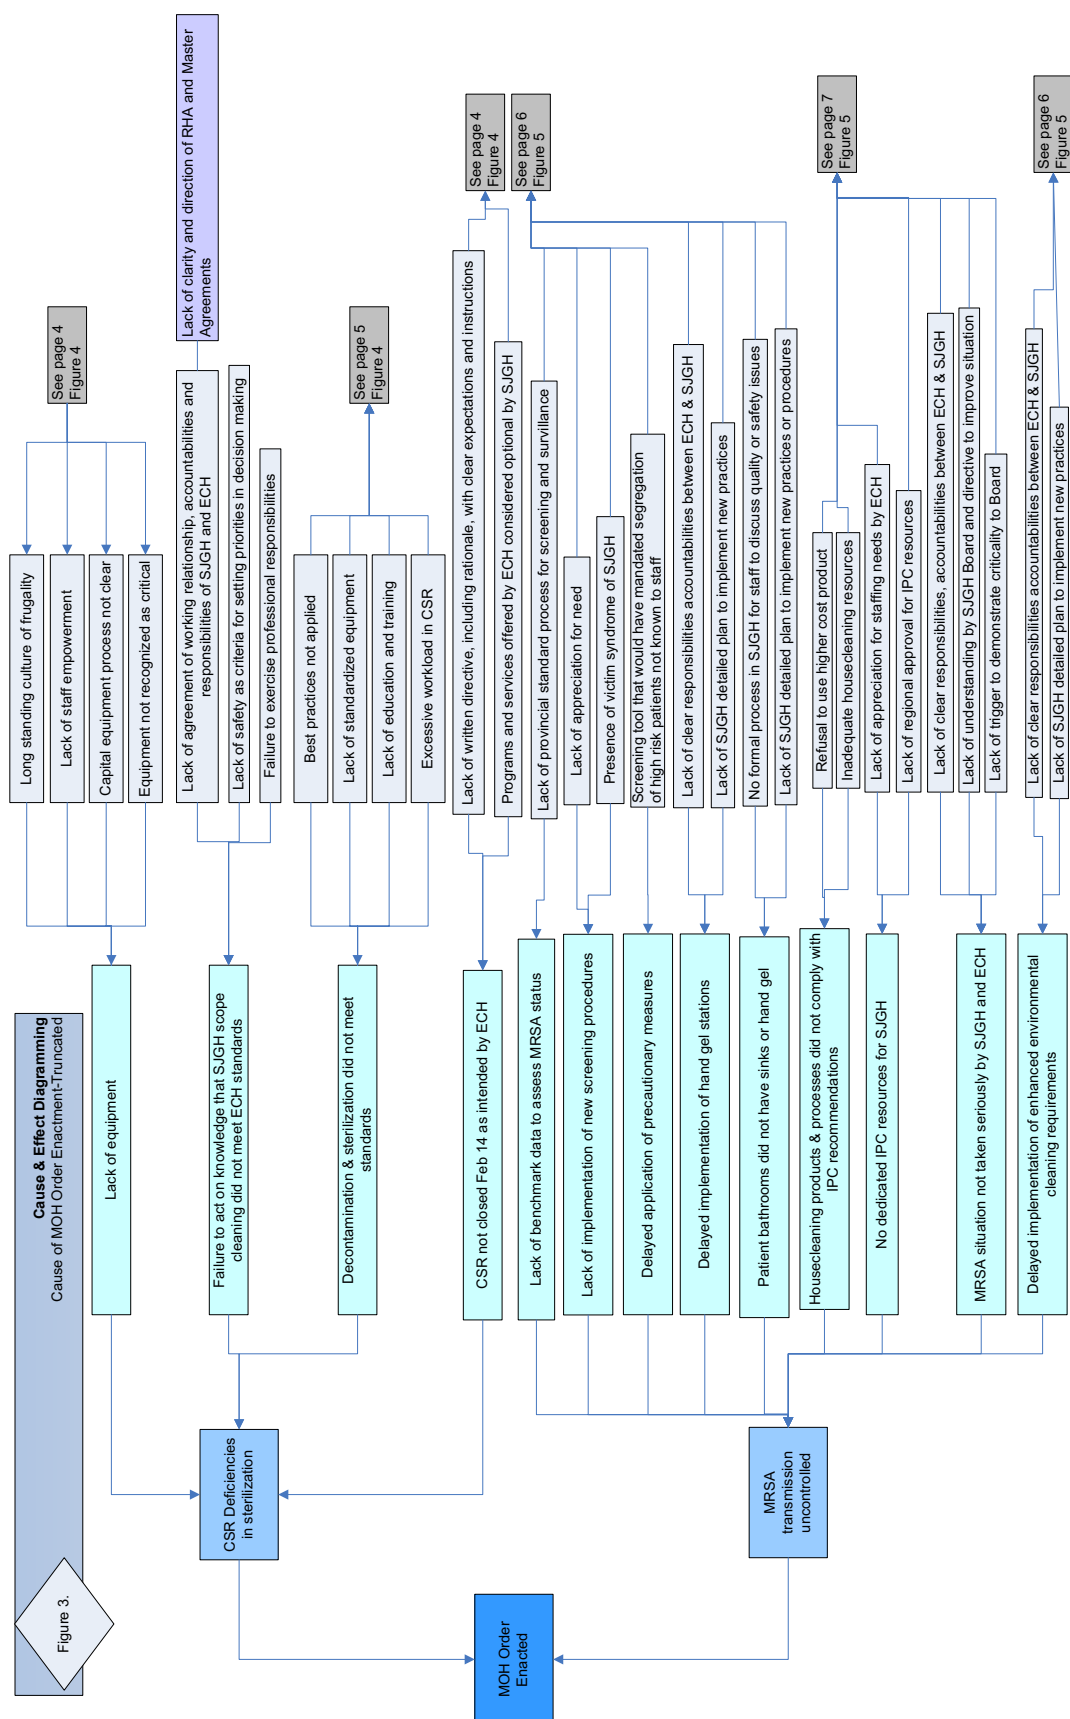 Cause & Effect Diagramming
Cause of MOH Order Enactment-Truncated
Figure 3.
MOH Order
Enacted
CSR Deficiencies
in sterilization
MRSA
transmission
uncontrolled
Lack of equipment
Failure to act on knowledge that SJGH scope
cleaning did not meet ECH standards
Decontamination & sterilization did not meet
standards
CSR not closed Feb 14 as intended by ECH
Lack of benchmark data to assess MRSA status
Lack of implementation of new screening procedures
Delayed application of precautionary measures
Delayed implementation of hand gel stations
Patient bathrooms did not have sinks or hand gel
Housecleaning products & processes did not comply with
IPC recommendations
No dedicated IPC resources for SJGH
MRSA situation not taken seriously by SJGH and ECH
Delayed implementation of enhanced environmental
cleaning requirements
Long standing culture of frugality
Lack of staff empowerment
Capital equipment process not clear
Equipment not recognized as critical
Lack of agreement of working relationship, accountabilities and
responsibilities of SJGH and ECH
Lack of safety as criteria for setting priorities in decision making
Failure to exercise professional responsibilities
Best practices not applied
Lack of standardized equipment
Lack of education and training
Excessive workload in CSR
Lack of written directive, including rationale, with clear expectations and instructions
Programs and services offered by ECH considered optional by SJGH
Lack of provincial standard process for screening and survillance
Lack of appreciation for need
Presence of victim syndrome of SJGH
Screening tool that would have mandated segregation
of high risk patients not known to staff
Lack of clear responsibilities accountabilities between ECH & SJGH
Lack of SJGH detailed plan to implement new practices
No formal process in SJGH for staff to discuss quality or safety issues
Lack of SJGH detailed plan to implement new practices or procedures
Refusal to use higher cost product
Inadequate housecleaning resources
Lack of appreciation for staffing needs by ECH
Lack of regional approval for IPC resources
Lack of clear responsibilities, accountabilities between ECH & SJGH
Lack of understanding by SJGH Board and directive to improve situation
Lack of trigger to demonstrate criticality to Board
Lack of clear responsibilities accountabilities between ECH & SJGH
Lack of SJGH detailed plan to implement new practices
See page 4
Figure 4
Lack of clarity and direction of RHA and Master
Agreements
See page 5
Figure 4
See page 4
Figure 4
See page 6
Figure 5
See page 7
Figure 5
See page 6
Figure 5